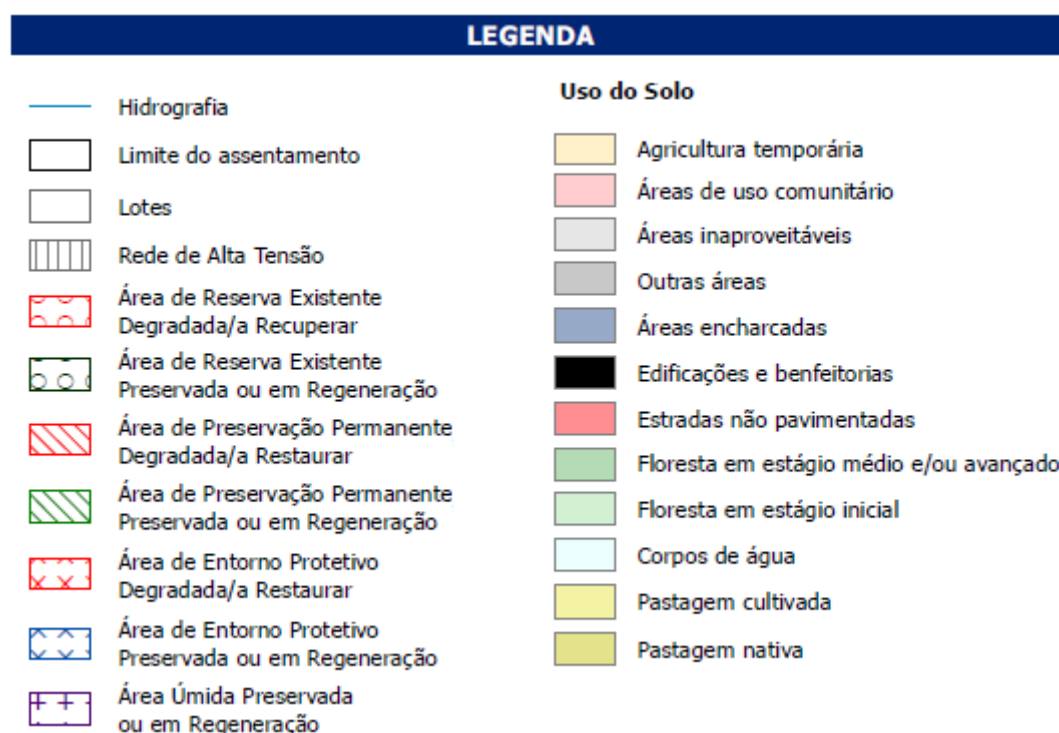 LEGENDA
Hidrografia
Limite do assentamento
Lotes
Rede de Alta Tensão
Área de Reserva Existente
Degradada/a Recuperar
Área de Reserva Existente
Preservada ou em Regeneração
Área de Preservação Permanente
Degradada/a Restaurar
Área de Preservação Permanente
Preservada ou em Regeneração
Área de Entorno Protetivo
Degradada/a Restaurar
Área de Entorno Protetivo
Preservada ou em Regeneração
Área Úmida Preservada
ou em Regeneração
Uso do Solo
Agricultura temporária
Áreas de uso comunitário
Áreas inaproveitáveis
Outras áreas
Áreas encharcadas
Edificações e benfeitorias
Estradas não pavimentadas
Floresta em estágio médio e/ou avançado
Floresta em estágio inicial
Corpos de água
Pastagem cultivada
Pastagem nativa